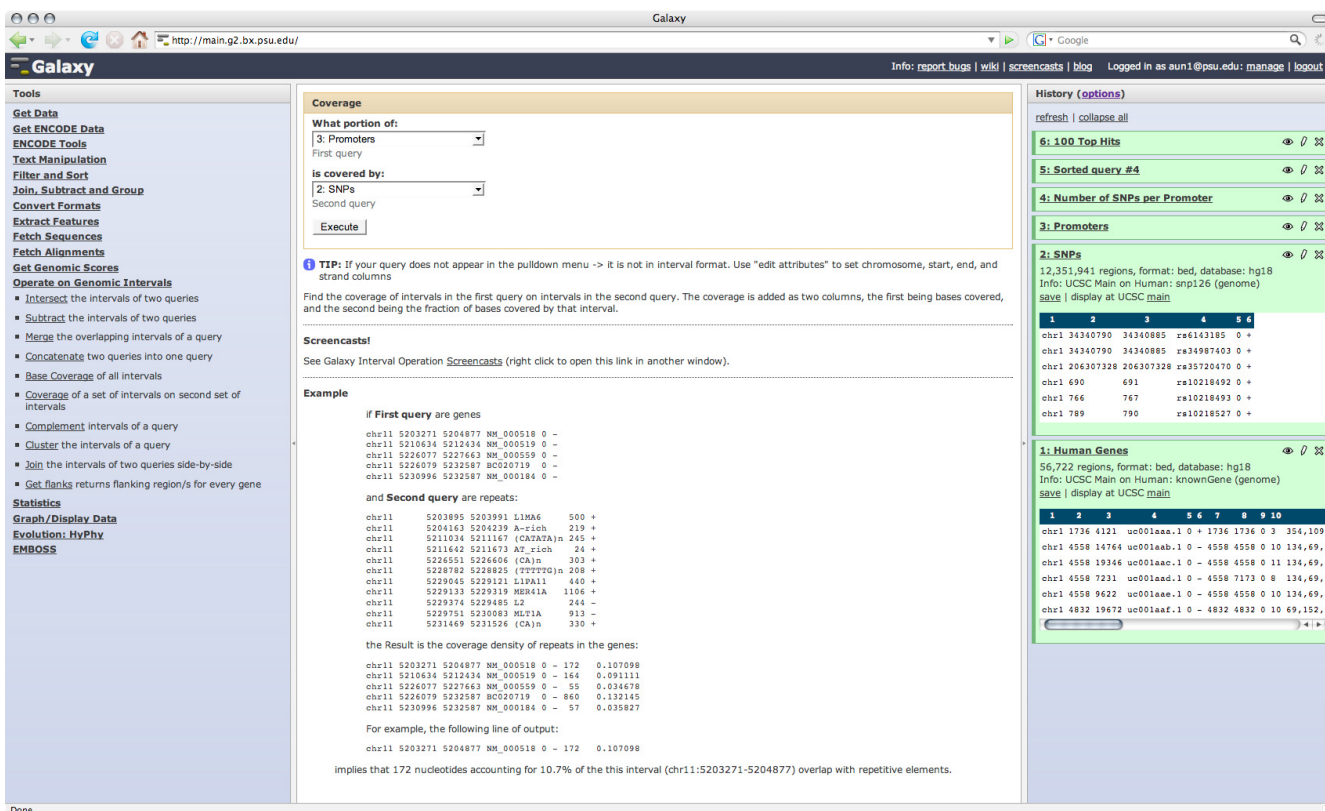 Galaxy
http://main.g2.bx.psu.edu/
G Google
Galaxy
Info: report bugs | wiki | screencasts | blog Logged in as aun1@psu.edu: manage | logout
Tools
Get Data
Get ENCODE Data
ENCODE Tools
Text Manipulation
Filter and Sort
Join, Subtract and Group
Convert Formats
Extract Features
Fetch Sequences
Fetch Alignments
Get Genomic Scores
Operate on Genomic Intervals
Intersect the intervals of two queries
Subtract the intervals of two queries
Merge the overlapping intervals of a query
Concatenate two queries into one query
Base Coverage of all intervals
Coverage of a set of intervals on second set of
intervals
Complement intervals of a query
Cluster the intervals of a query
Join the intervals of two queries side-by-side
Get flanks returns flanking region/s for every gene
Statistics
Graph/Display Data
Evolution: HyPhy
EMBOSS
Coverage
What portion of:
3: Promoters
First query
is covered by:
2: SNPs
Second query
Execute
TIP: If your query does not appear in the pulldown menu -> it is not in interval format. Use "edit attributes" to set chromosome, start, end, and
strand columns
Find the coverage of intervals in the first query on intervals in the second query. The coverage is added as two columns, the first being bases covered,
and the second being the fraction of bases covered by that interval.
Screencasts!
See Galaxy Interval Operation Screencasts (right click to open this link in another window).
Example
if First query are genes
chr11 5203271 5204877 NM_000518 0 -
chr11 5210634 5212434 NM_000519 0 -
chr11 5226077 5227663 NM_000559 0 -
chr11 5226079 5232587 BC020719 0 -
chr11 5230996 5232587 NM_000184 0 -
and Second query are repeats:
chr11 5203895 5203991 L1MA6 500 +
chr11 5204163 5204239 A-rich 219 +
chr11 5211034 5211167 (CATATA)n 245 +
chr11 5211642 5211673 AT_rich 24 +
chr11 5226551 5226606 (CA)n 303 +
chr11 5228782 5228825 (TTTTTG)n 208 +
chr11 5229045 5229121 L1PA11 440 +
chr11 5229133 5229319 MER41A 1106 +
chr11 5229374 5229485 L2 244 -
chr11 5229751 5230083 MLT1A 913 -
chr11 5231469 5231526 (CA)n 330 +
the Result is the coverage density of repeats in the genes:
chr11 5203271 5204877 NM_000518 0 - 172 0.107098
chr11 5210634 5212434 NM_000519 0 - 164 0.091111
chr11 5226077 5227663 NM_000559 0 - 55 0.034678
chr11 5226079 5232587 BC020719 0 - 860 0.132145
chr11 5230996 5232587 NM_000184 0 - 57 0.035827
For example, the following line of output:
chr11 5203271 5204877 NM_000518 0 - 172 0.107098
implies that 172 nucleotides accounting for 10.7% of the this interval (chr11:5203271-5204877) overlap with repetitive elements.
History (options)
refresh | collapse all
6: 100 Top Hits
5: Sorted query #4
4: Number of SNPs per Promoter
3: Promoters
2: SNPs
12,351,941 regions, format: bed, database: hg18
Info: UCSC Main on Human: snp126 (genome)
save | display at UCSC main
1 2 3 4 5 6
chr1 34340790 34340885 rs6143185 0 +
chr1 34340790 34340885 rs34987403 0 +
chr1 206307328 206307328 rs35720470 0 +
chr1 690 691 rs10218492 0 +
chr1 766 767 rs10218493 0 +
chr1 789 790 rs10218527 0 +
1: Human Genes
56,722 regions, format: bed, database: hg18
Info: UCSC Main on Human: knownGene (genome)
save | display at UCSC main
1 2 3 4 5 6 7 8 9 10
chr1 1736 4121 uc001aaa.1 0 + 1736 1736 0 3 354,109
chr1 4558 14764 uc001aab.1 0 - 4558 4558 0 10 134,69,
chr1 4558 19346 uc001aac.1 0 - 4558 4558 0 11 134,69,
chr1 4558 7231 uc001aad.1 0 - 4558 7173 0 8 134,69,
chr1 4558 9622 uc001aae.1 0 - 4558 4558 0 10 134,69,
chr1 4832 19672 uc001aaf.1 0 - 4832 4832 0 10 69,152,
Done